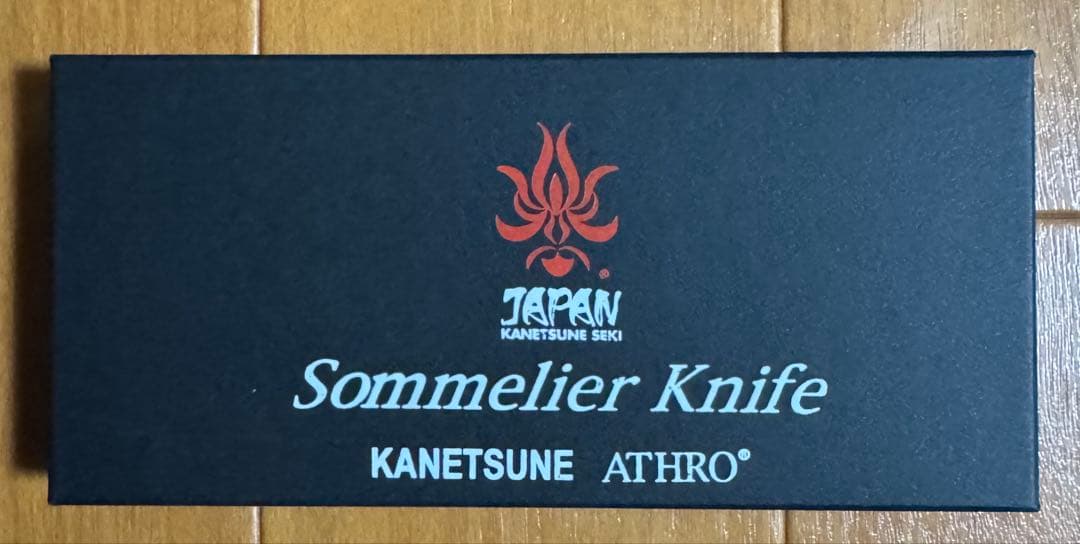 ®
JAPAN
KANETSUNE SEKI
Sommelier Knife
KANETSUNE ATHRO®